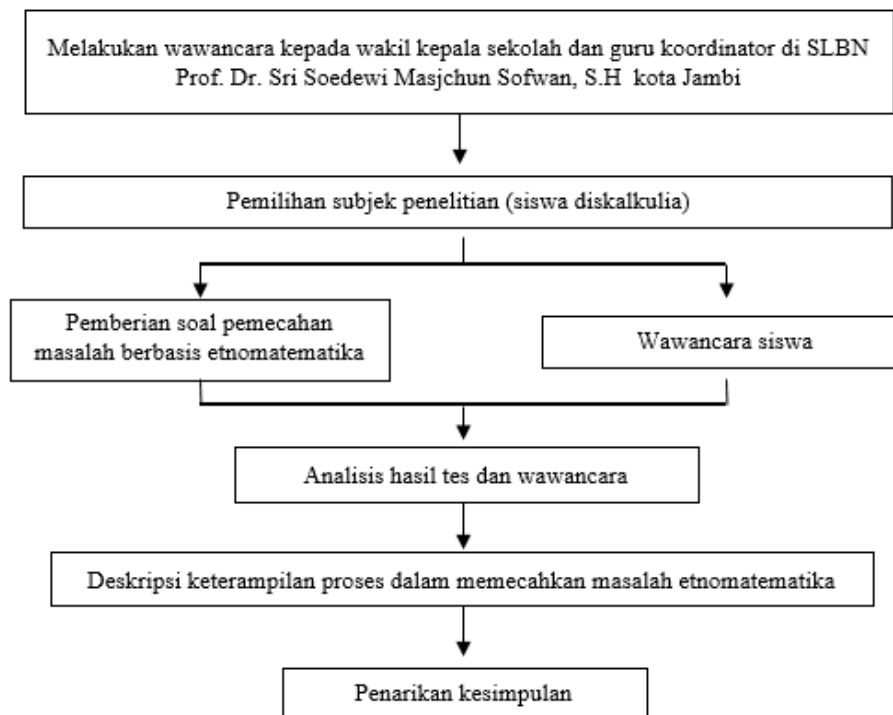 Melakukan wawancara kepada wakil kepala sekolah dan guru koordinator di SLBN
Prof. Dr. Sri Soedewi Masjchun Sofwan, S.H kota Jambi
Pemilihan subjek penelitian (siswa diskalkulia)
Pemberian soal pemecahan
masalah berbasis etnomatematika
Wawancara siswa
Analisis hasil tes dan wawancara
Deskripsi keterampilan proses dalam memecahkan masalah etnomatematika
Penarikan kesimpulan